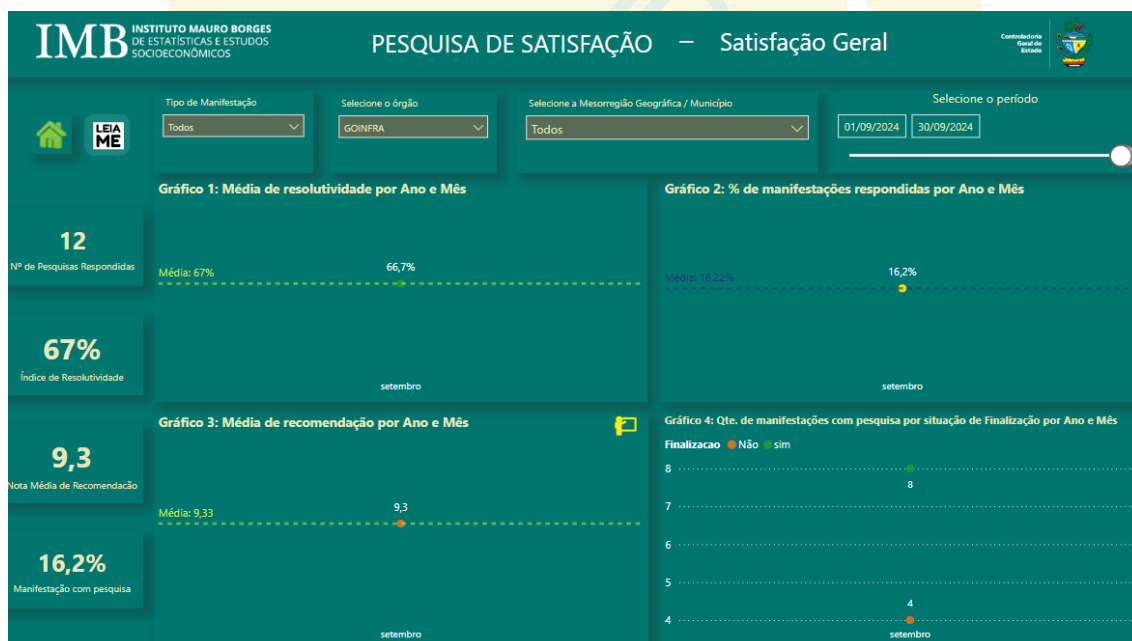 IMB
INSTITUTO MAURO BORGES
DE ESTATÍSTICAS E ESTUDOS
SOCIOECONÔMICOS
PESQUISA DE SATISFAÇÃO — Satisfação Geral
Controladoria
Geral do
Estado
LEIA
ME
Tipo de Manifestação
Todos
Selecione o órgão
GOINFRA
Selecione a Mesorregião Geográfica / Município
Todos
Selecione o período
01/09/2024 30/09/2024
12
Nº de Pesquisas Respondidas
67%
Índice de Resolutividade
9,3
Nota Média de Recomendacão
16,2%
Manifestação com pesquisa
Gráfico 1: Média de resolutividade por Ano e Mês
Média: 67%
66,7%
setembro
Gráfico 2: % de manifestações respondidas por Ano e Mês
Média: 16,22%
16,2%
setembro
Gráfico 3: Média de recomendação por Ano e Mês
Média: 9,33
9,3
setembro
Gráfico 4: Qte. de manifestações com pesquisa por situação de Finalização por Ano e Mês
Finalizacao Não sim
8
8
7
6
5
4
4
setembro